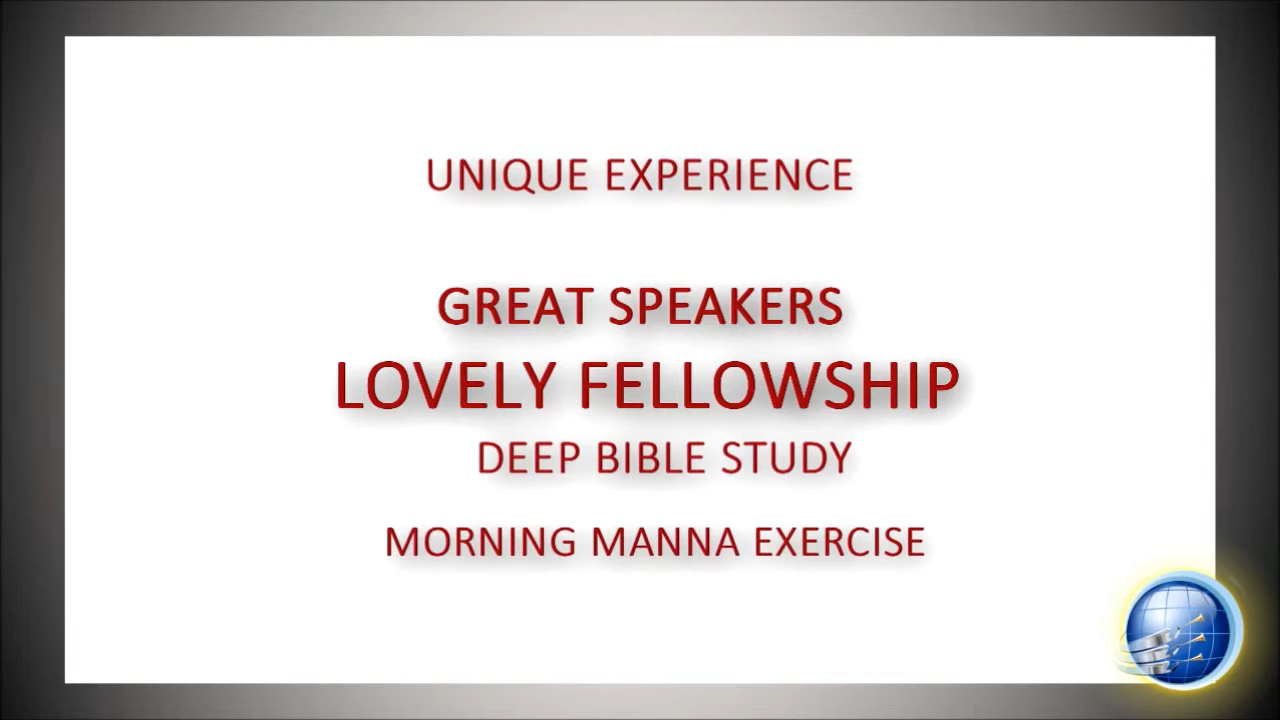 UNIQUE EXPERIENCE
GREAT SPEAKERS
LOVELY FELLOWSHIP
DEEP BIBLE STUDY
MORNING MANNA EXERCISE